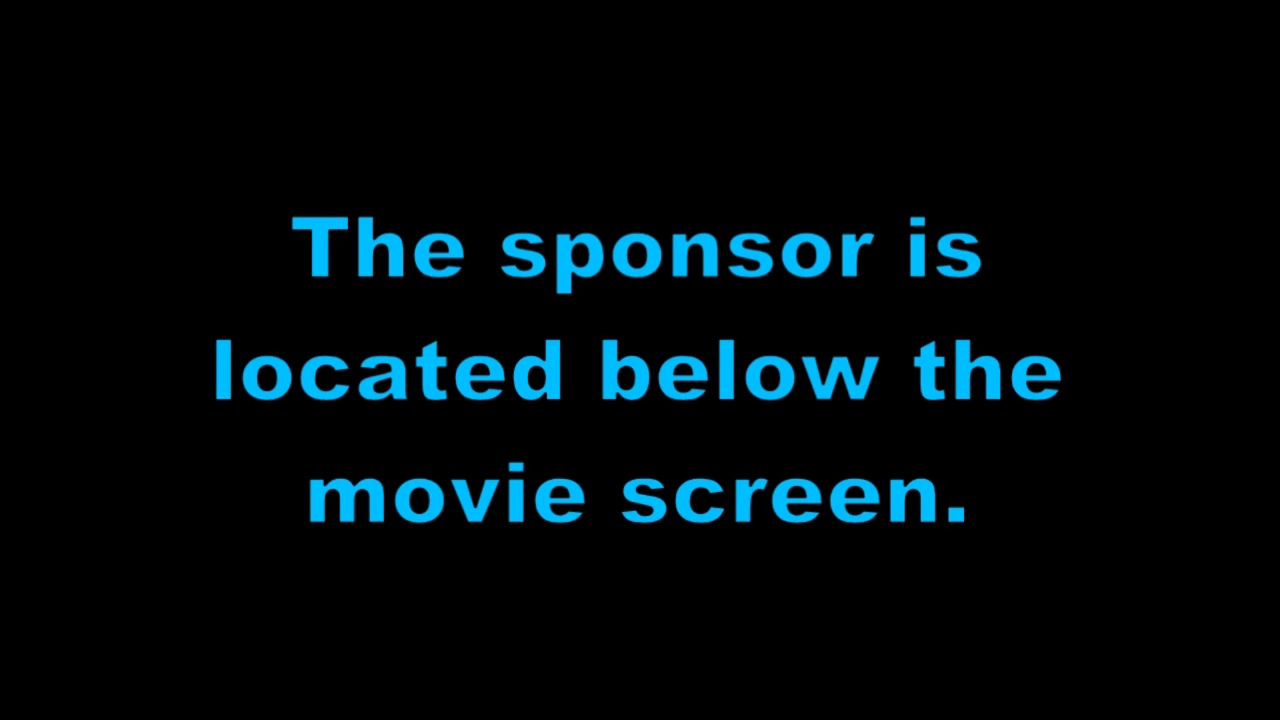 The sponsor is
located below the
movie screen.